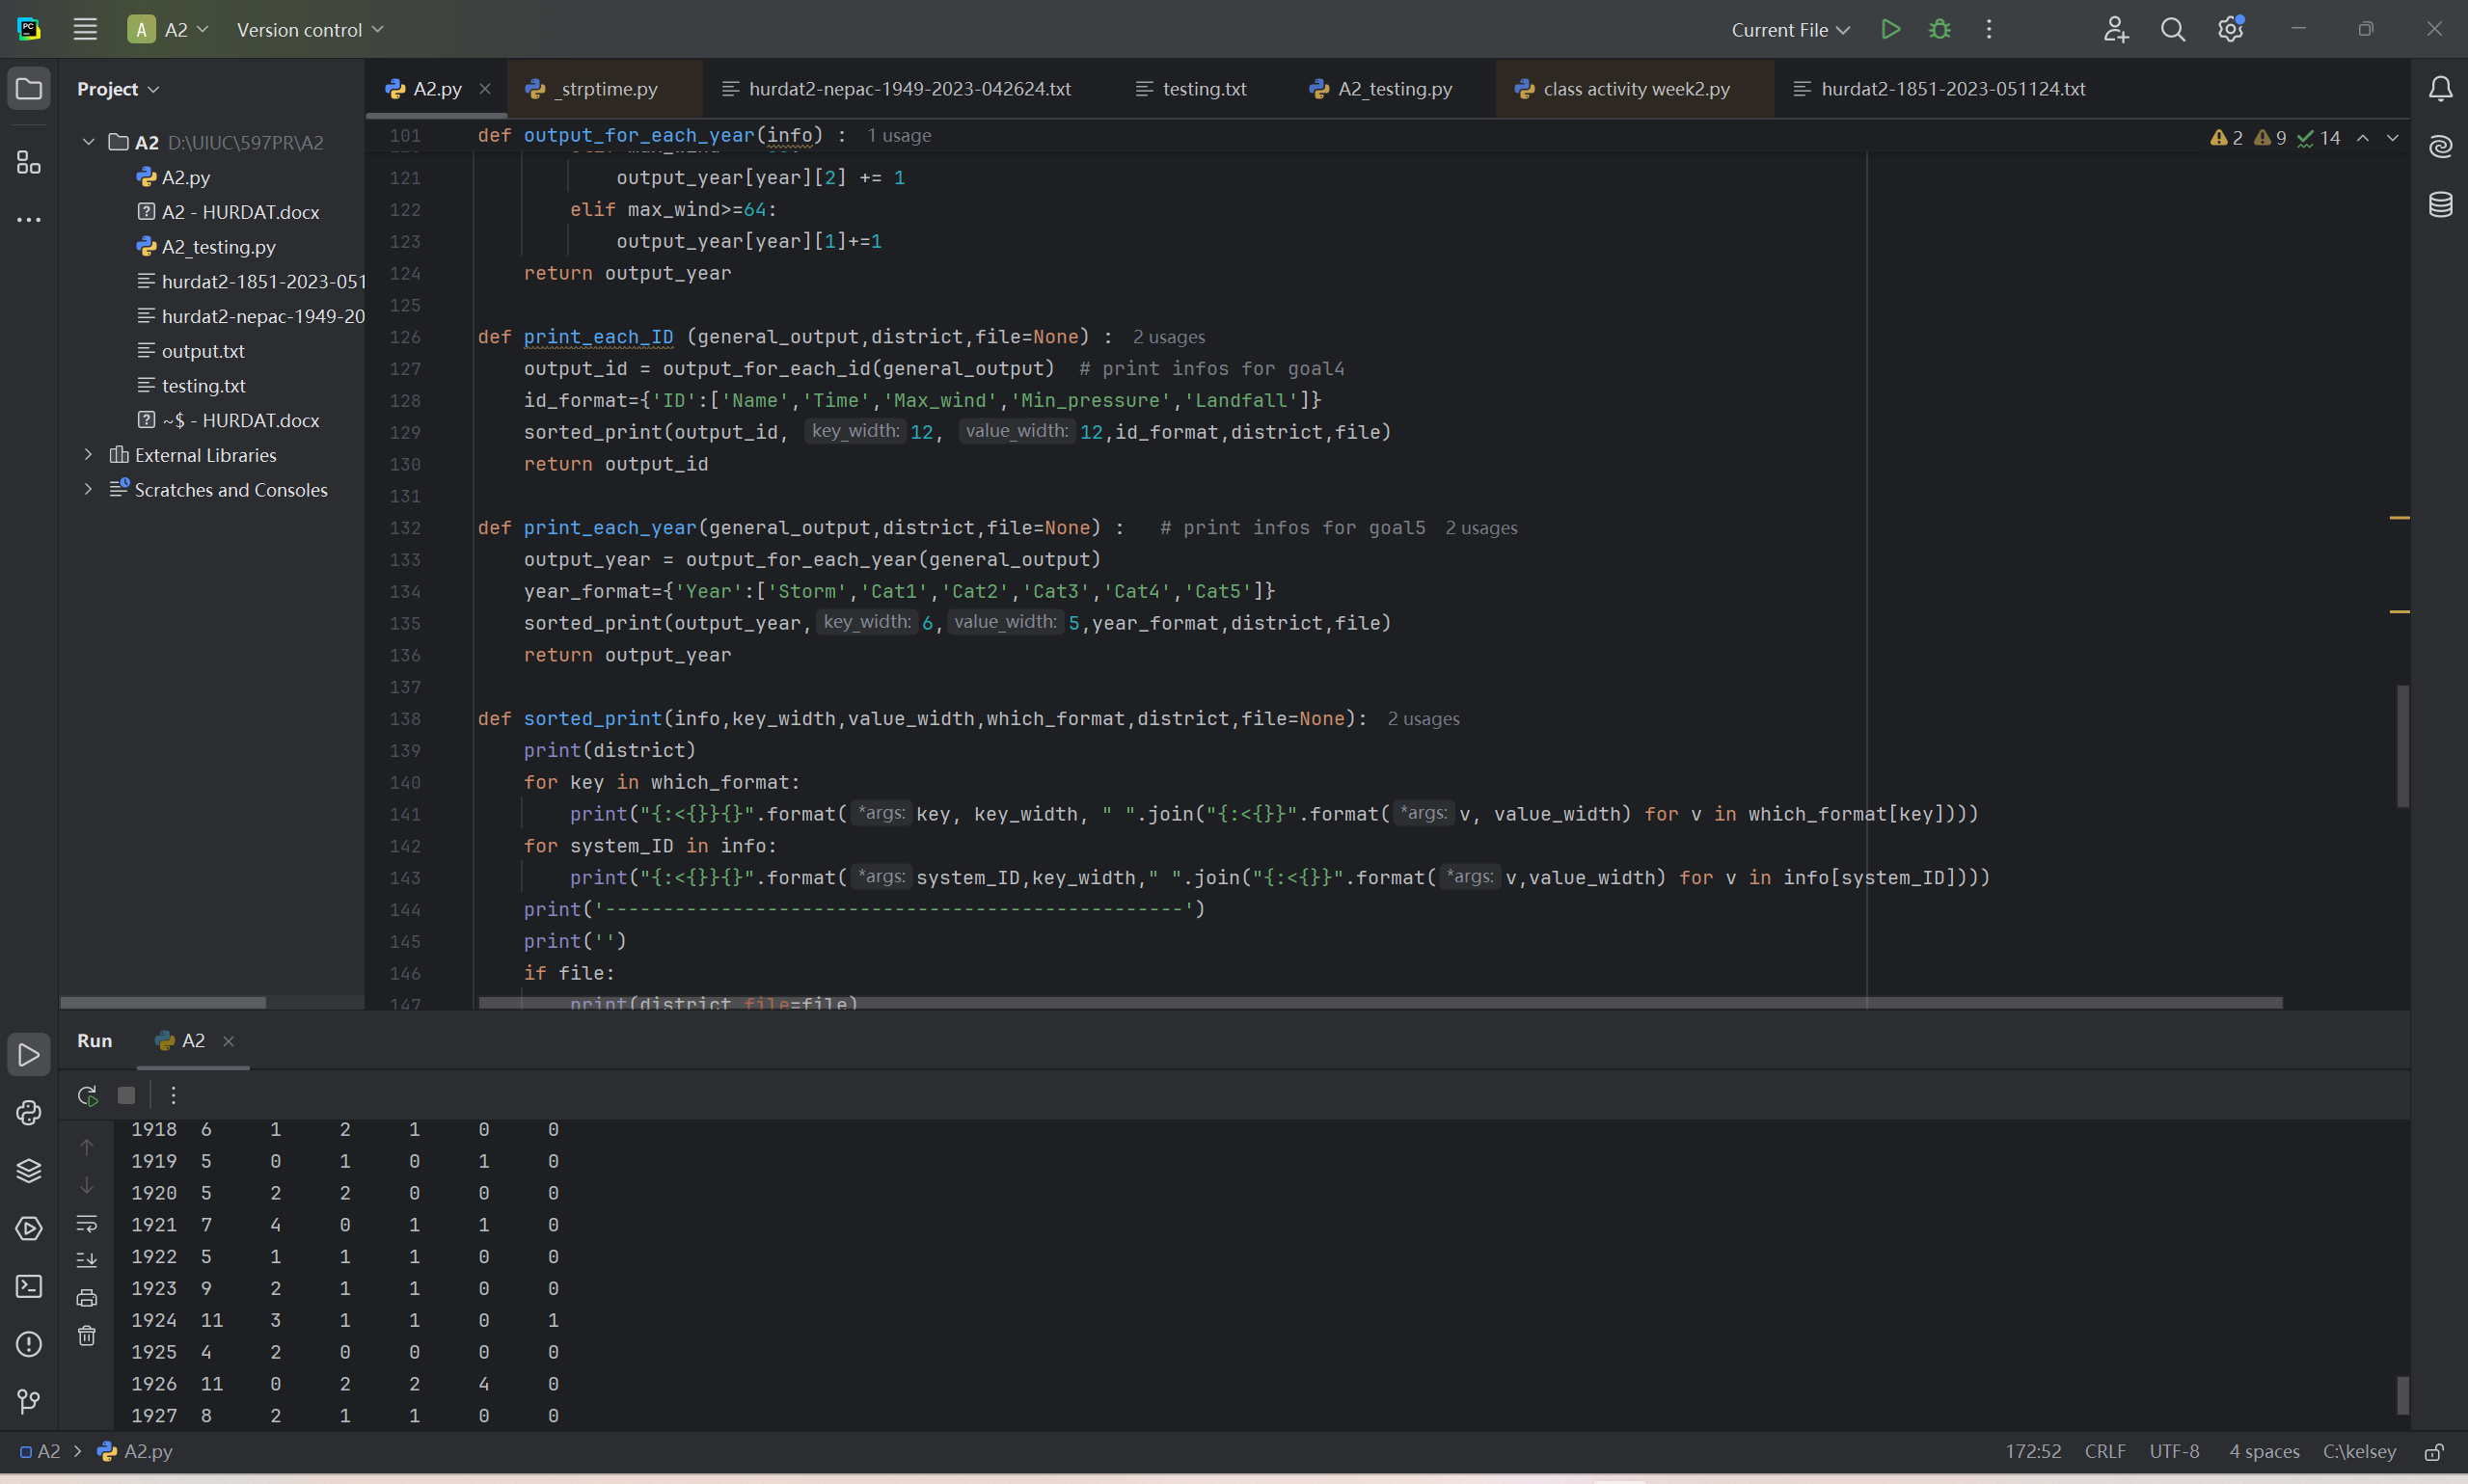 PC
A A2 Version control Current File
Project
A2.py _strptime.py hurdat2-nepac-1949-2023-042624.txt testing.txt A2_testing.py class activity week2.py hurdat2-1851-2023-051124.txt
A2 D:\UIUC\597PR\A2
A2.py
A2 - HURDAT.docx
A2_testing.py
hurdat2-1851-2023-051
hurdat2-nepac-1949-20
output.txt
testing.txt
~$ - HURDAT.docx
External Libraries
Scratches and Consoles
101 def output_for_each_year(info) : 1 usage 2 9 14
121 output_year[year][2] += 1
122 elif max_wind>=64:
123 output_year[year][1]+=1
124 return output_year
125
126 def print_each_ID (general_output,district,file=None) : 2 usages
127 output_id = output_for_each_id(general_output) # print infos for goal4
128 id_format={'ID':['Name','Time','Max_wind','Min_pressure','Landfall']}
129 sorted_print(output_id, key_width: 12, value_width: 12,id_format,district,file)
130 return output_id
131
132 def print_each_year(general_output,district,file=None) : # print infos for goal5 2 usages
133 output_year = output_for_each_year(general_output)
134 year_format={'Year':['Storm','Cat1','Cat2','Cat3','Cat4','Cat5']}
135 sorted_print(output_year, key_width: 6, value_width: 5,year_format,district,file)
136 return output_year
137
138 def sorted_print(info,key_width,value_width,which_format,district,file=None): 2 usages
139 print(district)
140 for key in which_format:
141 print("{:<{}}{}".format( *args: key, key_width, " ".join("{:<{}}".format( *args: v, value_width) for v in which_format[key])))
142 for system_ID in info:
143 print("{:<{}}{}".format( *args: system_ID,key_width," ".join("{:<{}}".format( *args: v,value_width) for v in info[system_ID])))
144 print('--------------------------------------------------')
145 print('')
146 if file:
147 print(district,file=file)
Run A2
1918 6 1 2 1 0 0
1919 5 0 1 0 1 0
1920 5 2 2 0 0 0
1921 7 4 0 1 1 0
1922 5 1 1 1 0 0
1923 9 2 1 1 0 0
1924 11 3 1 1 0 1
1925 4 2 0 0 0 0
1926 11 0 2 2 4 0
1927 8 2 1 1 0 0
A2 > A2.py 172:52 CRLF UTF-8 4 spaces C:\kelsey